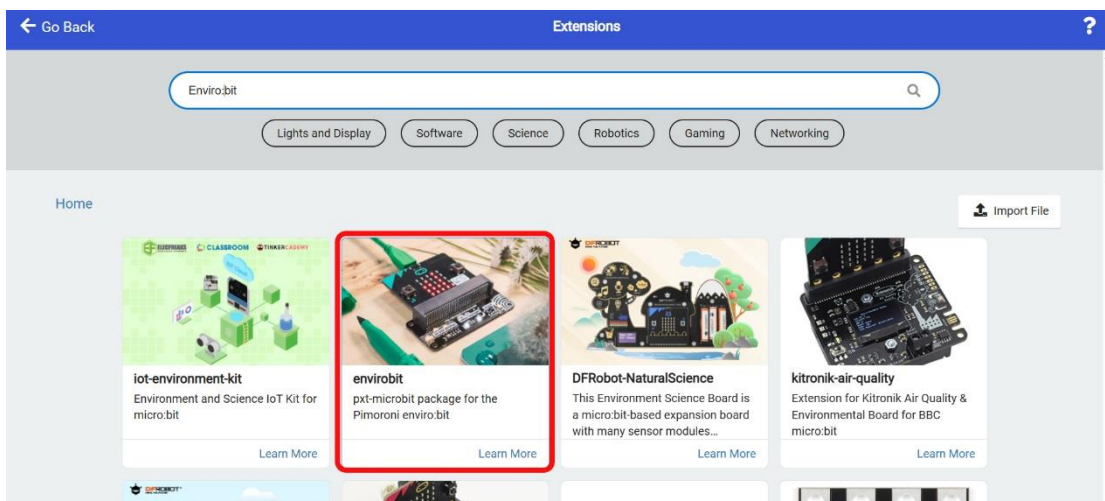 Go Back
Extensions
?
Enviro:bit
Lights and Display
Software
Science
Robotics
Gaming
Networking
Home
Import File
ELECFREAKS CLASSROOM TINKERCADEMY
iot-environment-kit
Environment and Science IoT Kit for
micro:bit
Learn More
envirobit
pxt-microbit package for the
Pimoroni enviro:bit
Learn More
DFROBOT
DFRobot-NaturalScience
This Environment Science Board is
a micro:bit-based expansion board
with many sensor modules...
Learn More
kitronik-air-quality
Extension for Kitronik Air Quality &
Environmental Board for BBC
micro:bit
Learn More
DFROBOT